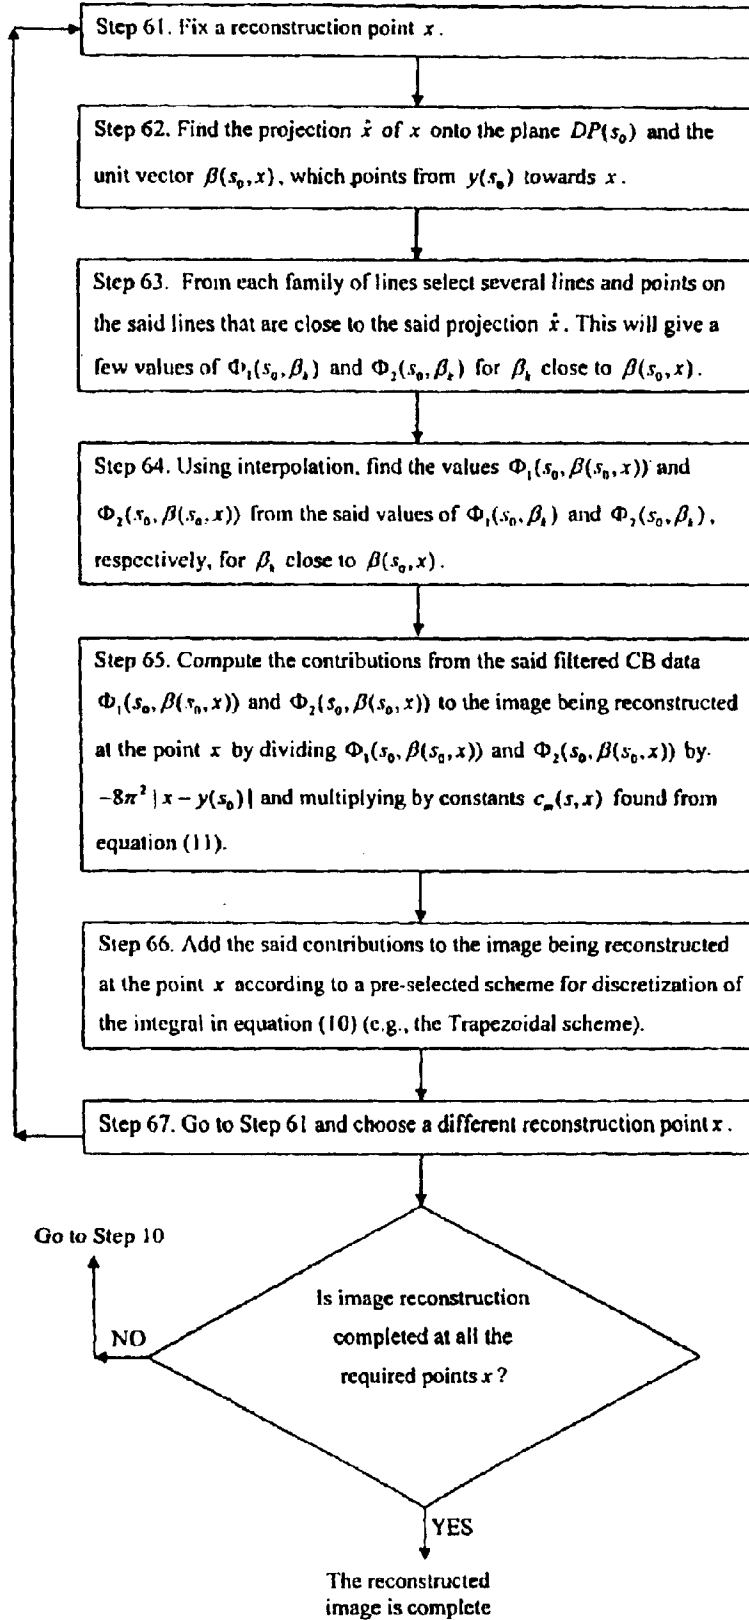 Step 61. Fix a reconstruction point x.
Step 62. Find the projection x̂ of x onto the plane DP(s₀) and the
unit vector β(s₀,x), which points from y(s₀) towards x.
Step 63. From each family of lines select several lines and points on
the said lines that are close to the said projection x̂. This will give a
few values of Φ₁(s₀,βₖ) and Φ₂(s₀,βₖ) for βₖ close to β(s₀,x).
Step 64. Using interpolation, find the values Φ₁(s₀,β(s₀,x)) and
Φ₂(s₀,β(s₀,x)) from the said values of Φ₁(s₀,βₖ) and Φ₂(s₀,βₖ),
respectively, for βₖ close to β(s₀,x).
Step 65. Compute the contributions from the said filtered CB data
Φ₁(s₀,β(s₀,x)) and Φ₂(s₀,β(s₀,x)) to the image being reconstructed
at the point x by dividing Φ₁(s₀,β(s₀,x)) and Φ₂(s₀,β(s₀,x)) by
-8π² |x − y(s₀)| and multiplying by constants cₘ(s,x) found from
equation (11).
Step 66. Add the said contributions to the image being reconstructed
at the point x according to a pre-selected scheme for discretization of
the integral in equation (10) (e.g., the Trapezoidal scheme).
Step 67. Go to Step 61 and choose a different reconstruction point x.
Go to Step 10
Is image reconstruction
completed at all the
required points x?
NO
YES
The reconstructed
image is complete